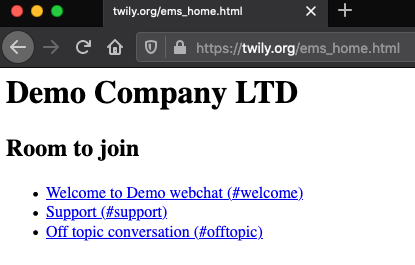 twily.org/ems_home.html
https://twily.org/ems_home.html
Demo Company LTD
Room to join
Welcome to Demo webchat (#welcome)
Support (#support)
Off topic conversation (#offtopic)